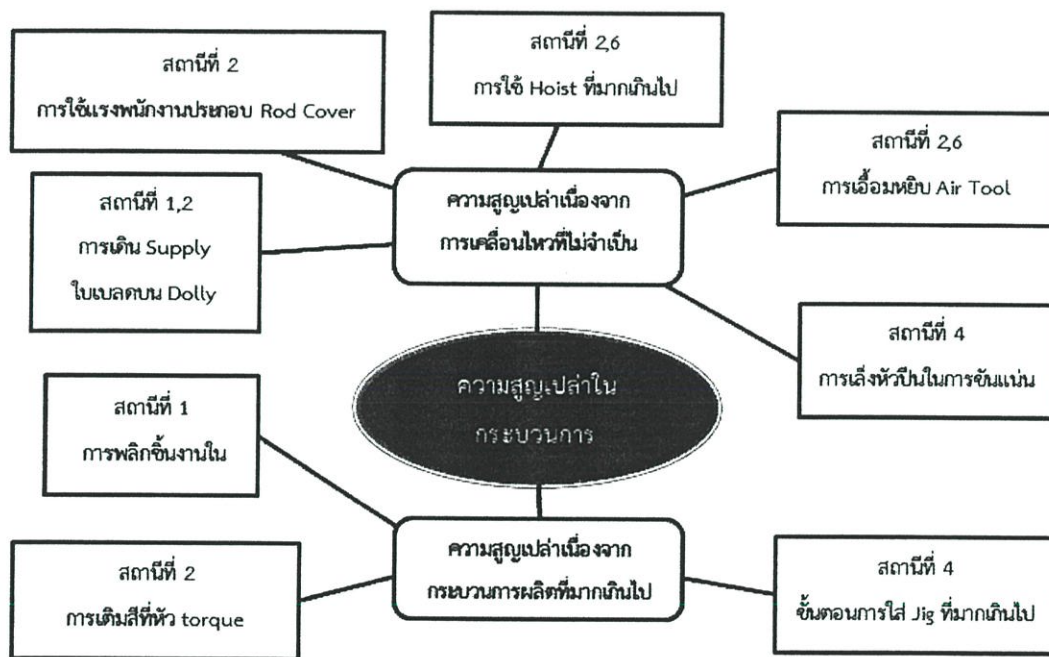 สถานีที่ 2
การใช้แรงพนักงานประกอบ Rod Cover
สถานีที่ 2,6
การใช้ Hoist ที่มากเกินไป
สถานีที่ 2,6
การเอื้อมหยิบ Air Tool
สถานีที่ 1,2
การเดิน Supply
ใบเบลดบน Dolly
ความสูญเปล่าเนื่องจาก
การเคลื่อนไหวที่ไม่จำเป็น
สถานีที่ 4
การเล็งหัวปืนในการขันแน่น
ความสูญเปล่าใน
กระบวนการ
สถานีที่ 1
การพลิกชิ้นงานใน
ความสูญเปล่าเนื่องจาก
กระบวนการผลิตที่มากเกินไป
สถานีที่ 2
การเติมสีที่หัว torque
สถานีที่ 4
ขั้นตอนการใส่ Jig ที่มากเกินไป